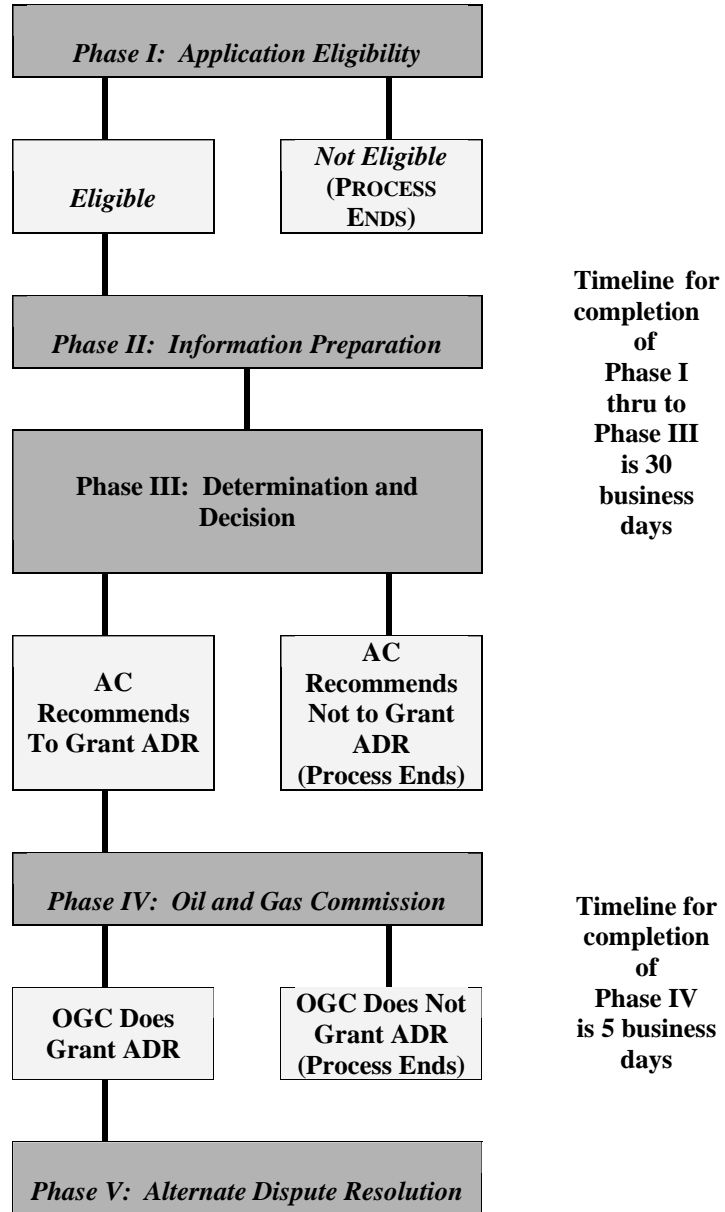 Phase I: Application Eligibility
Eligible
Not Eligible
(PROCESS
ENDS)
Phase II: Information Preparation
Timeline for
completion
of
Phase I
thru to
Phase III
is 30
business
days
Phase III: Determination and
Decision
AC
Recommends
To Grant ADR
AC
Recommends
Not to Grant
ADR
(Process Ends)
Phase IV: Oil and Gas Commission
Timeline for
completion
of
Phase IV
is 5 business
days
OGC Does
Grant ADR
OGC Does Not
Grant ADR
(Process Ends)
Phase V: Alternate Dispute Resolution